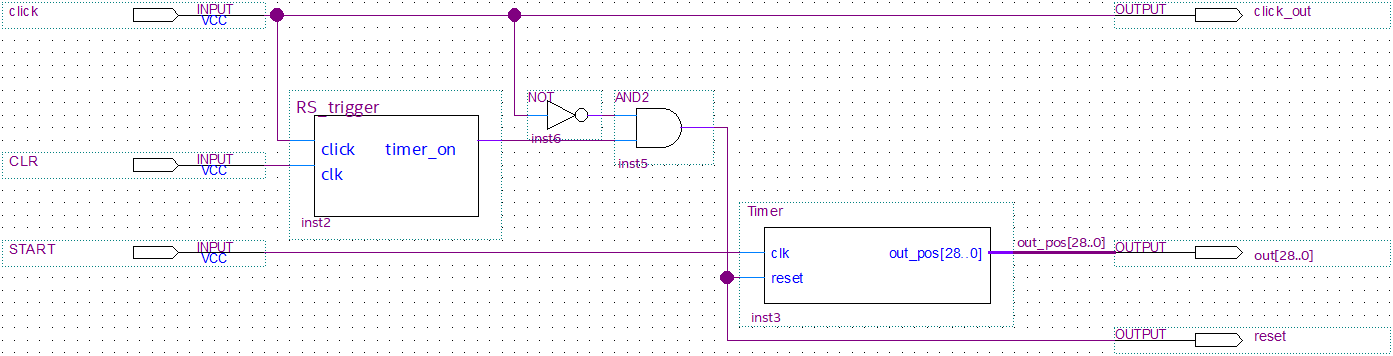 click
INPUT
VCC
OUTPUT
click_out
RS_trigger
NOT
AND2
click
timer_on
clk
inst6
inst5
CLR
INPUT
VCC
inst2
Timer
START
INPUT
VCC
clk
out_pos[28..0]
out_pos[28..0]
OUTPUT
out[28..0]
reset
inst3
OUTPUT
reset